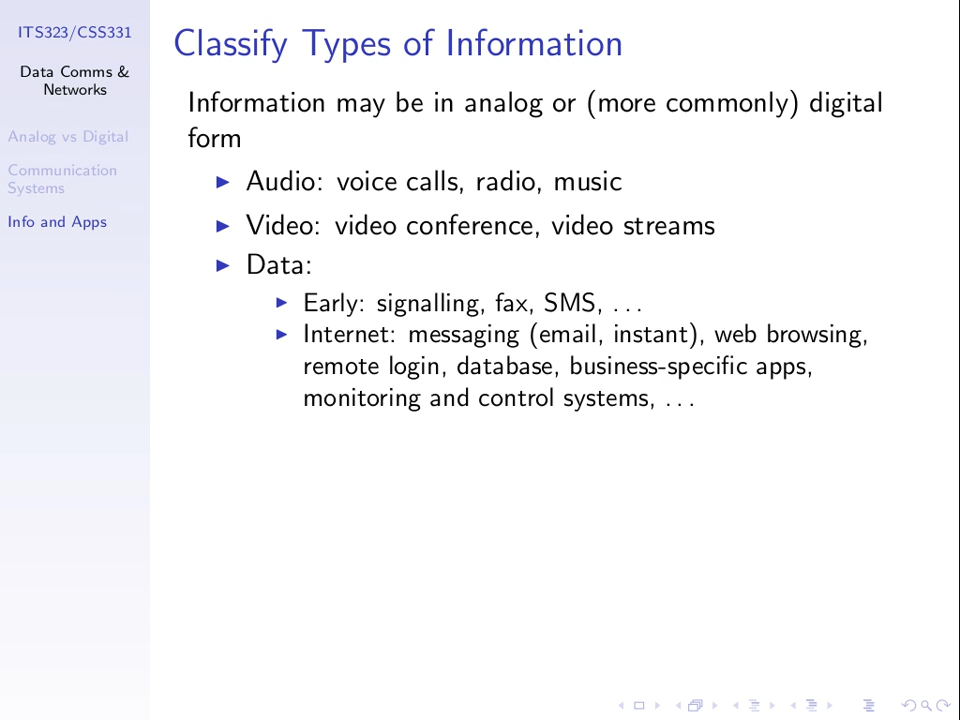 ITS323/CSS331
Data Comms &
Networks
Analog vs Digital
Communication
Systems
Info and Apps
Classify Types of Information
Information may be in analog or (more commonly) digital
form
Audio: voice calls, radio, music
Video: video conference, video streams
Data:
Early: signalling, fax, SMS, . . .
Internet: messaging (email, instant), web browsing,
remote login, database, business-specific apps,
monitoring and control systems, . . .